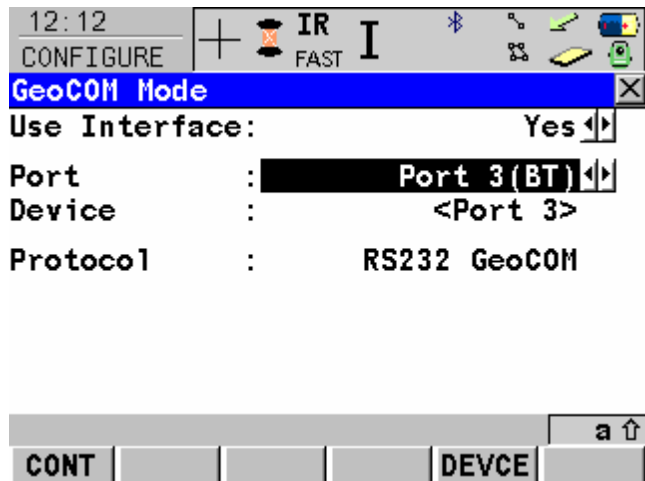 12:12 IR
CONFIGURE FAST I
GeoCOM Mode
Use Interface: Yes
Port : Port 3(BT)
Device : <Port 3>
Protocol : RS232 GeoCOM
a
CONT DEVCE